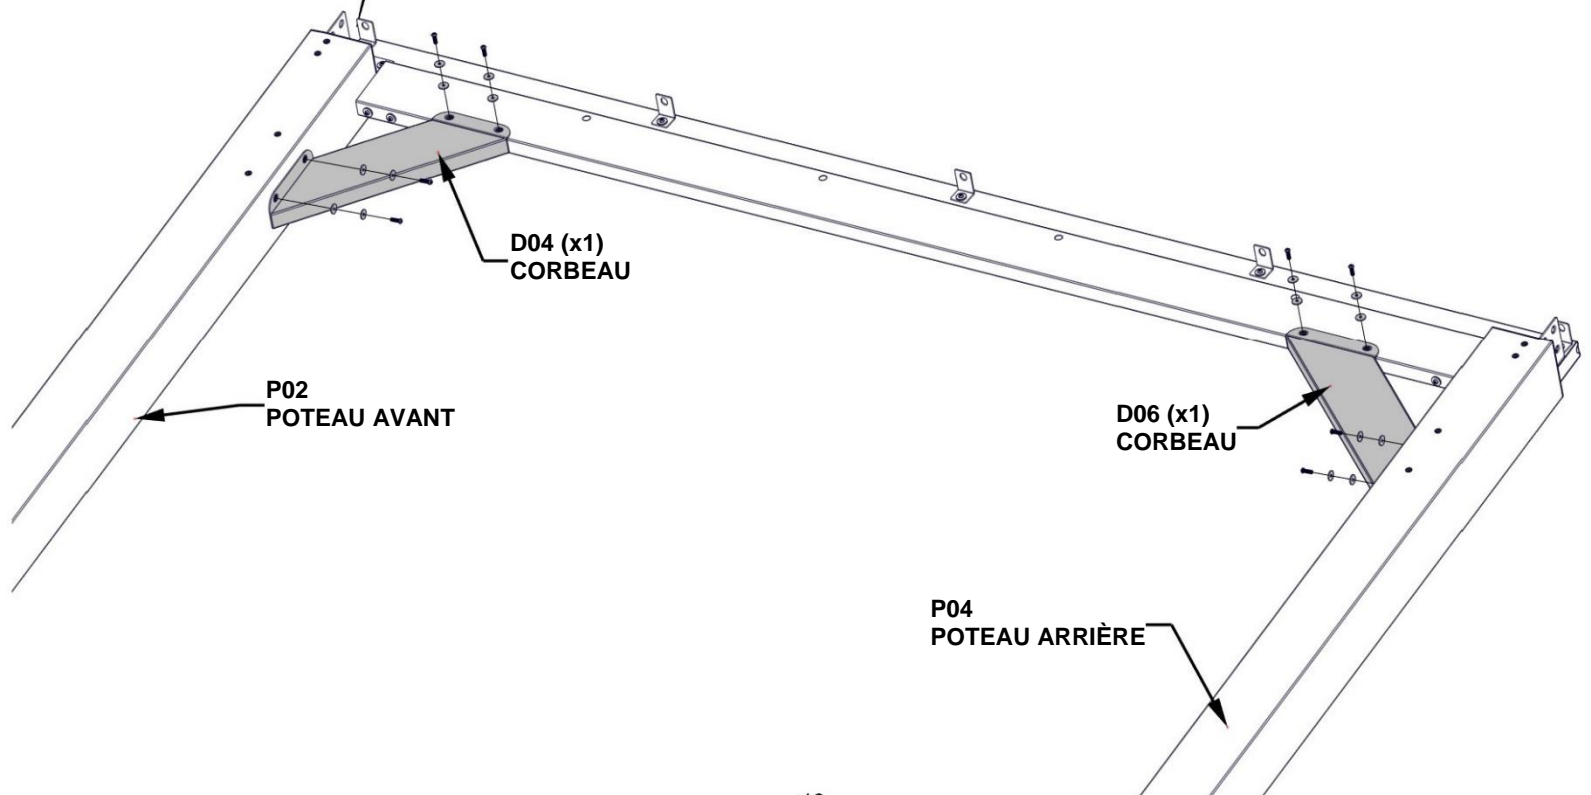 D04 (x1)
CORBEAU
P02
POTEAU AVANT
D06 (x1)
CORBEAU
P04
POTEAU ARRIÈRE